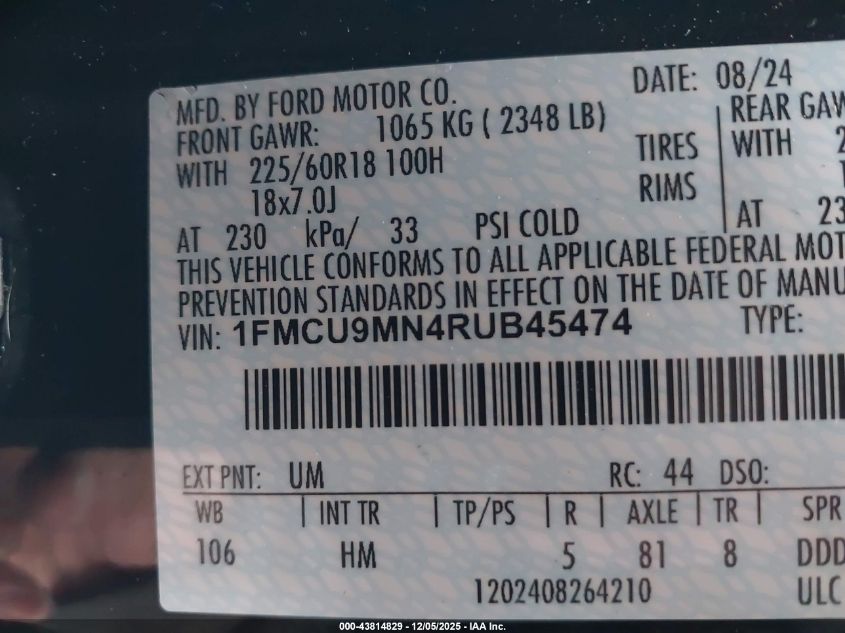 DATE: 08/24
MFD. BY FORD MOTOR CO.
FRONT GAWR: 1065 KG ( 2348 LB) REAR GAW
WITH 225/60R18 100H TIRES WITH 2
18x7.0J RIMS 1
AT 230 kPa/ 33 PSI COLD AT 23
THIS VEHICLE CONFORMS TO ALL APPLICABLE FEDERAL MOT
PREVENTION STANDARDS IN EFFECT ON THE DATE OF MANU
VIN: 1FMCU9MN4RUB45474 TYPE:
EXT PNT: UM RC: 44 DSO:
WB | INT TR | TP/PS | R | AXLE | TR | SPR
106 HM 5 81 8 DDD
1202408264210 ULC
000-43814829 - 12/05/2025 - IAA Inc.